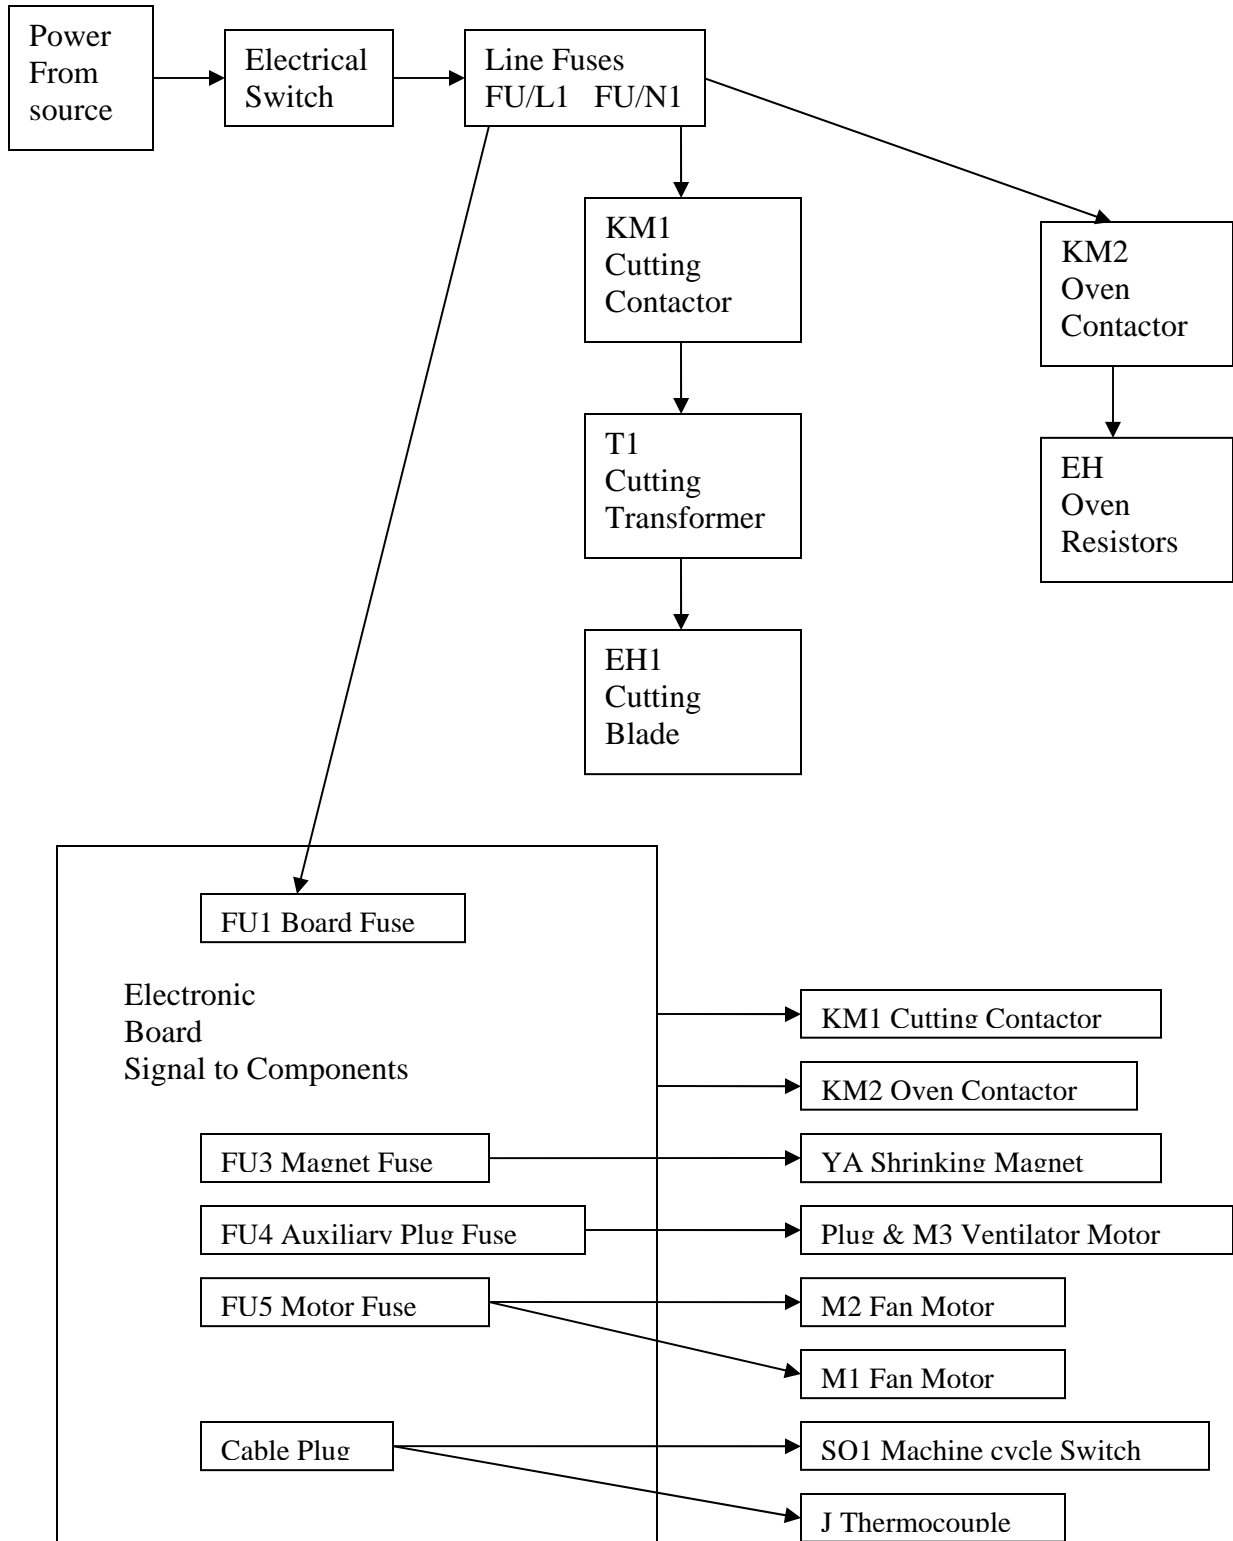 Power
From
source
Electrical
Switch
Line Fuses
FU/L1 FU/N1
KM1
Cutting
Contactor
KM2
Oven
Contactor
T1
Cutting
Transformer
EH
Oven
Resistors
EH1
Cutting
Blade
FU1 Board Fuse
Electronic
Board
Signal to Components
KM1 Cutting Contactor
KM2 Oven Contactor
FU3 Magnet Fuse
YA Shrinking Magnet
FU4 Auxiliary Plug Fuse
Plug & M3 Ventilator Motor
FU5 Motor Fuse
M2 Fan Motor
M1 Fan Motor
Cable Plug
SO1 Machine cycle Switch
J Thermocouple